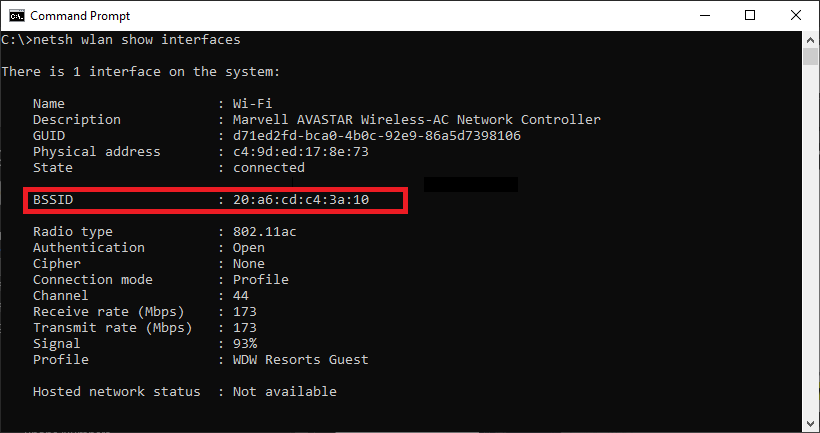 Command Prompt
C:\>netsh wlan show interfaces
There is 1 interface on the system:
Name : Wi-Fi
Description : Marvell AVASTAR Wireless-AC Network Controller
GUID : d71ed2fd-bca0-4b0c-92e9-86a5d7398106
Physical address : c4:9d:ed:17:8e:73
State : connected
BSSID : 20:a6:cd:c4:3a:10
Radio type : 802.11ac
Authentication : Open
Cipher : None
Connection mode : Profile
Channel : 44
Receive rate (Mbps) : 173
Transmit rate (Mbps) : 173
Signal : 93%
Profile : WDW Resorts Guest
Hosted network status : Not available